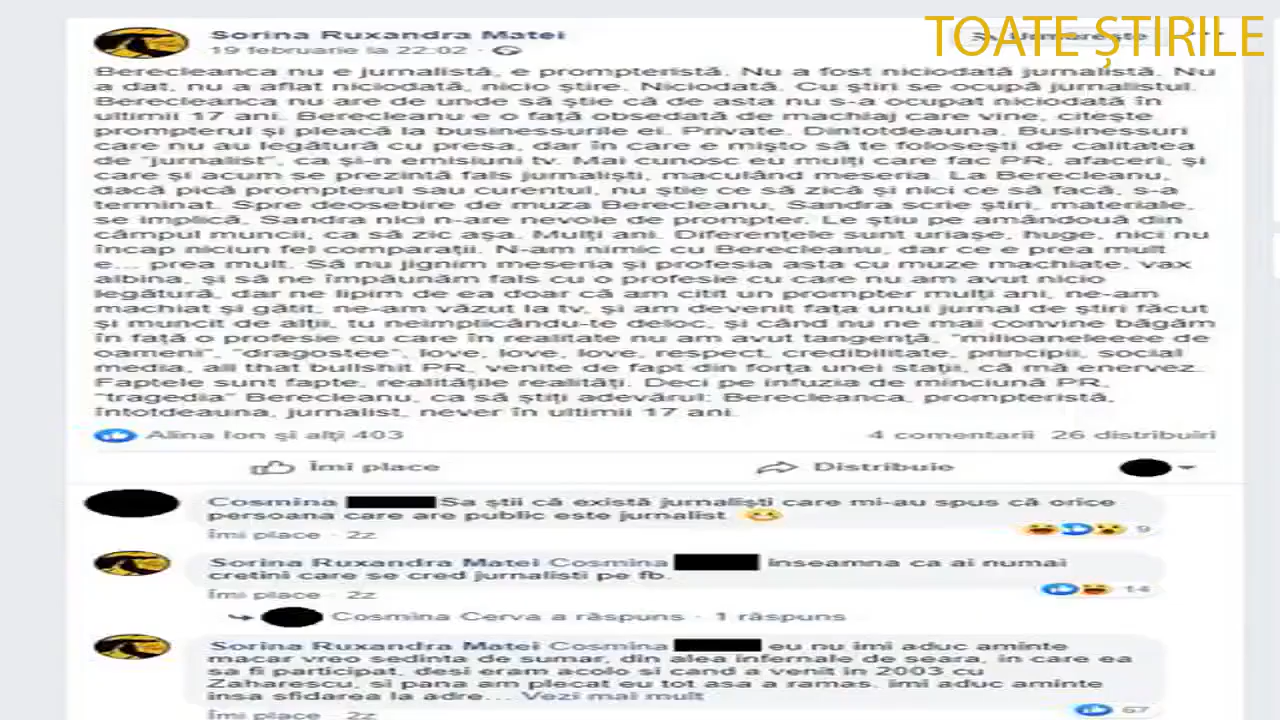 TOATE ŞTIRILE
Sorina Ruxandra Matei
19 februarie la 22:02 ·
Berecleanca nu e jurnalistă, e prompteristă. Nu a fost niciodată jurnalistă. Nu
a dat, nu a aflat niciodată, nicio știre. Niciodată. Cu știri se ocupă jurnalistul.
Berecleanca nu are de unde să știe că de asta nu s-a ocupat niciodată în
ultimii 17 ani. Berecleanu e o față obsedată de machiaj care vine, citește
prompterul și pleacă la businessurile ei. Private. Dintotdeauna. Businessuri
care nu au legătură cu presa, dar în care e mișto să te folosești de calitatea
de "jurnalist", ca și-n emisiuni tv. Mai cunosc eu mulți care fac PR, afaceri, și
care și acum se prezintă fals jurnaliști, maculând meseria. La Berecleanu,
dacă pică prompterul sau curentul, nu știe ce să zică și nici ce să facă, s-a
terminat. Spre deosebire de muza Berecleanu, Sandra scrie știri, materiale,
se implică, Sandra nici n-are nevoie de prompter. Le știu pe amândouă din
câmpul muncii, ca să zic așa. Mulți ani. Diferențele sunt uriașe, huge, nici nu
încap niciun fel comparații. N-am nimic cu Berecleanu, dar ce e prea mult
e... prea mult. Să nu jignim meseria și profesia asta cu muze machiate, vax
albina, și să ne împăunăm fals cu o profesie cu care nu am avut nicio
legătură, dar ne lipim de ea doar că am citit un prompter mulți ani, ne-am
machiat și gătit, ne-am văzut la tv, și am devenit fața unui jurnal de știri făcut
și muncit de alții, tu neimplicându-te deloc, și când nu ne mai convine băgăm
în față o profesie cu care în realitate nu am avut tangență, "milioaneleeee de
oameni", "dragostee", love, love, love, respect, credibilitate, principii, social
media, all that bullshit PR, venite de fapt din forța unei stații, că mă enervez.
Faptele sunt fapte, realitățile realități. Deci pe infuzia de minciună PR,
"tragedia" Berecleanu, ca să știți adevărul: Berecleanca, prompteristă,
întotdeauna, jurnalist, never în ultimii 17 ani.
Alina Ion și alți 403
4 comentarii 26 distribuiri
Îmi place
Distribuie
Cosmina Sa știi că există jurnaliști care mi-au spus că orice
persoana care are public este jurnalist
Îmi place · 2z
9
Sorina Ruxandra Matei Cosmina inseamna ca ai numai
cretini care se cred jurnalisti pe fb.
Îmi place · 2z
14
Cosmina Cerva a răspuns · 1 răspuns
Sorina Ruxandra Matei Cosmina eu nu imi aduc aminte
macar vreo sedinta de sumar, din alea infernale de seara, in care ea
sa fi participat, desi eram acolo si cand a venit in 2003 cu
Zaharescu, si pana am plecat eu tot asa a ramas. imi aduc aminte
insa sfidarea la adre... Vezi mai mult
Îmi place · 2z
67